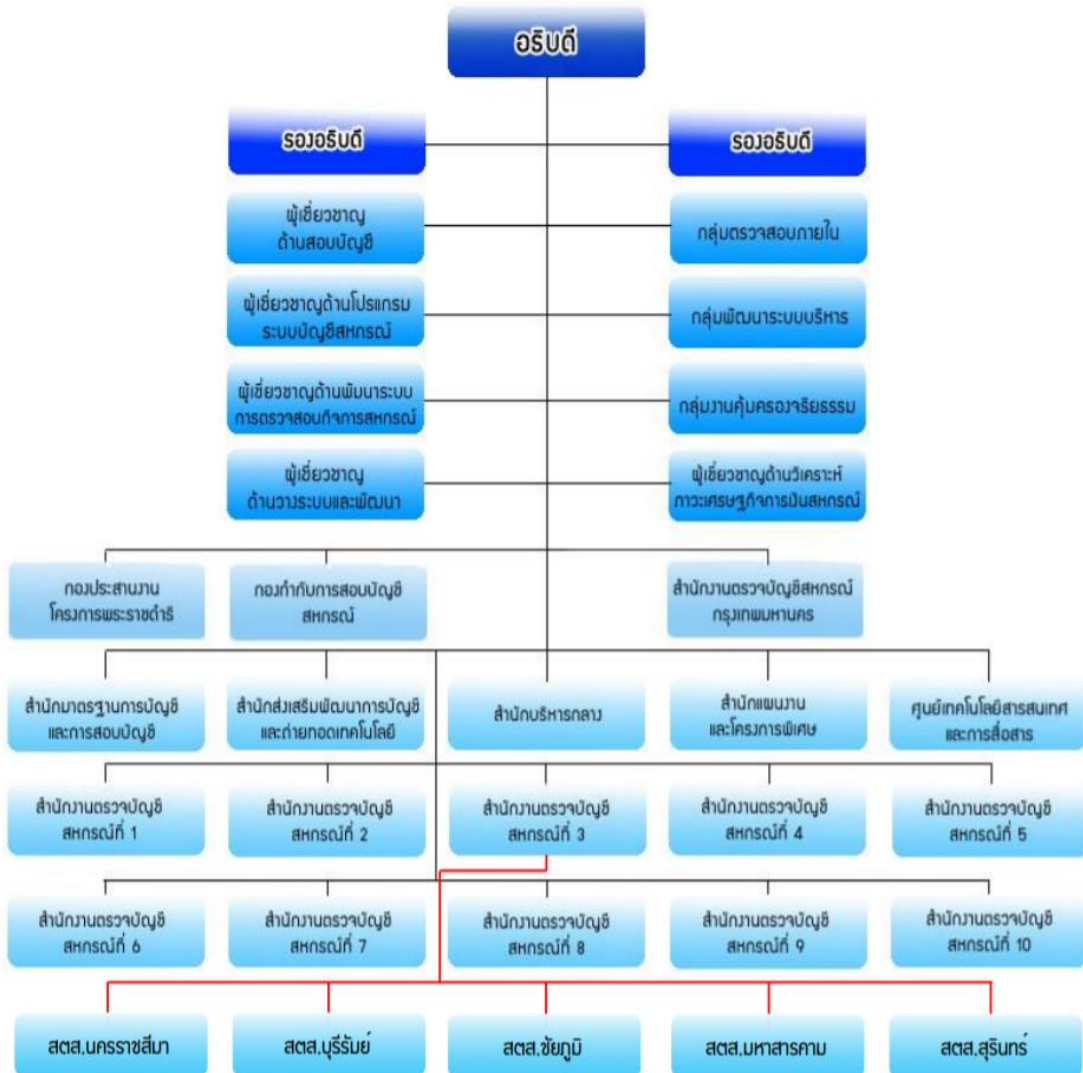 อธิบดี
รองอธิบดี
รองอธิบดี
ผู้เชี่ยวชาญ
ด้านสอบบัญชี
กลุ่มตรวจสอบภายใน
ผู้เชี่ยวชาญด้านโปรแกรม
ระบบบัญชีสหกรณ์
กลุ่มพัฒนาระบบบริหาร
ผู้เชี่ยวชาญด้านพัฒนาระบบ
การตรวจสอบกิจการสหกรณ์
กลุ่มงานคุ้มครองจริยธรรม
ผู้เชี่ยวชาญ
ด้านวางระบบและพัฒนา
ผู้เชี่ยวชาญด้านวิเคราะห์
ภาวะเศรษฐกิจการเงินสหกรณ์
กองประสานงาน
โครงการพระราชดำริ
กองกำกับการสอบบัญชี
สหกรณ์
สำนักงานตรวจบัญชีสหกรณ์
กรุงเทพมหานคร
สำนักมาตรฐานการบัญชี
และการสอบบัญชี
สำนักส่งเสริมพัฒนาการบัญชี
และถ่ายทอดเทคโนโลยี
สำนักบริหารกลาง
สำนักแผนงาน
และโครงการพิเศษ
ศูนย์เทคโนโลยีสารสนเทศ
และการสื่อสาร
สำนักงานตรวจบัญชี
สหกรณ์ที่ 1
สำนักงานตรวจบัญชี
สหกรณ์ที่ 2
สำนักงานตรวจบัญชี
สหกรณ์ที่ 3
สำนักงานตรวจบัญชี
สหกรณ์ที่ 4
สำนักงานตรวจบัญชี
สหกรณ์ที่ 5
สำนักงานตรวจบัญชี
สหกรณ์ที่ 6
สำนักงานตรวจบัญชี
สหกรณ์ที่ 7
สำนักงานตรวจบัญชี
สหกรณ์ที่ 8
สำนักงานตรวจบัญชี
สหกรณ์ที่ 9
สำนักงานตรวจบัญชี
สหกรณ์ที่ 10
สตส.นครราชสีมา
สตส.บุรีรัมย์
สตส.ชัยภูมิ
สตส.มหาสารคาม
สตส.สุรินทร์